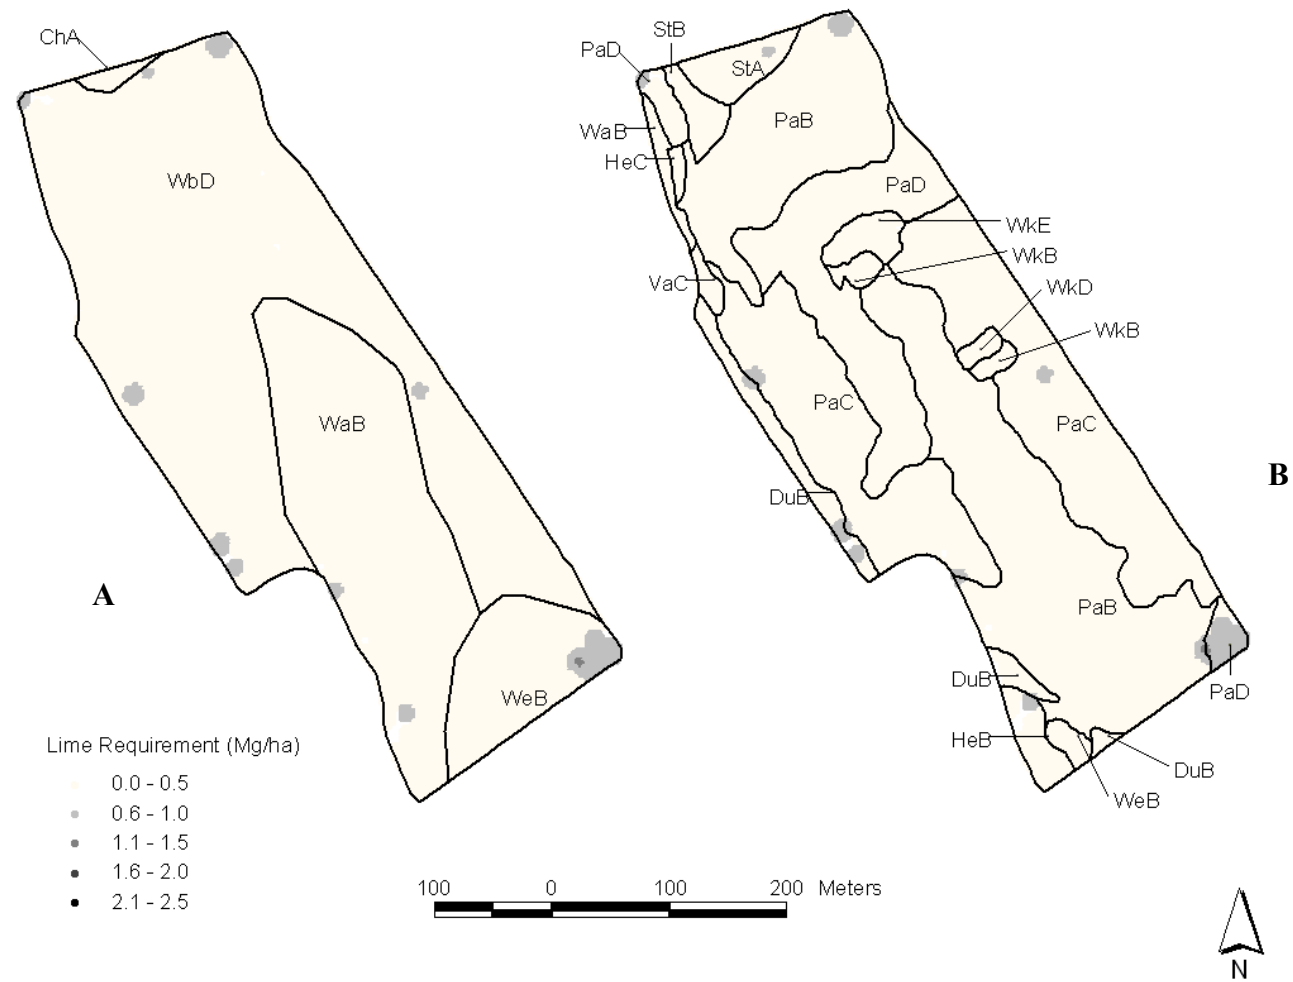 ChA
WbD
WaB
WeB
A
StB
PaD
StA
WaB
PaB
HeC
PaD
WkE
WkB
VaC
WkD
WkB
PaC
PaC
B
DuB
PaB
DuB
PaD
HeB
DuB
WeB
Lime Requirement (Mg/ha)
0.0 - 0.5
0.6 - 1.0
1.1 - 1.5
1.6 - 2.0
2.1 - 2.5
100 0 100 200 Meters
N